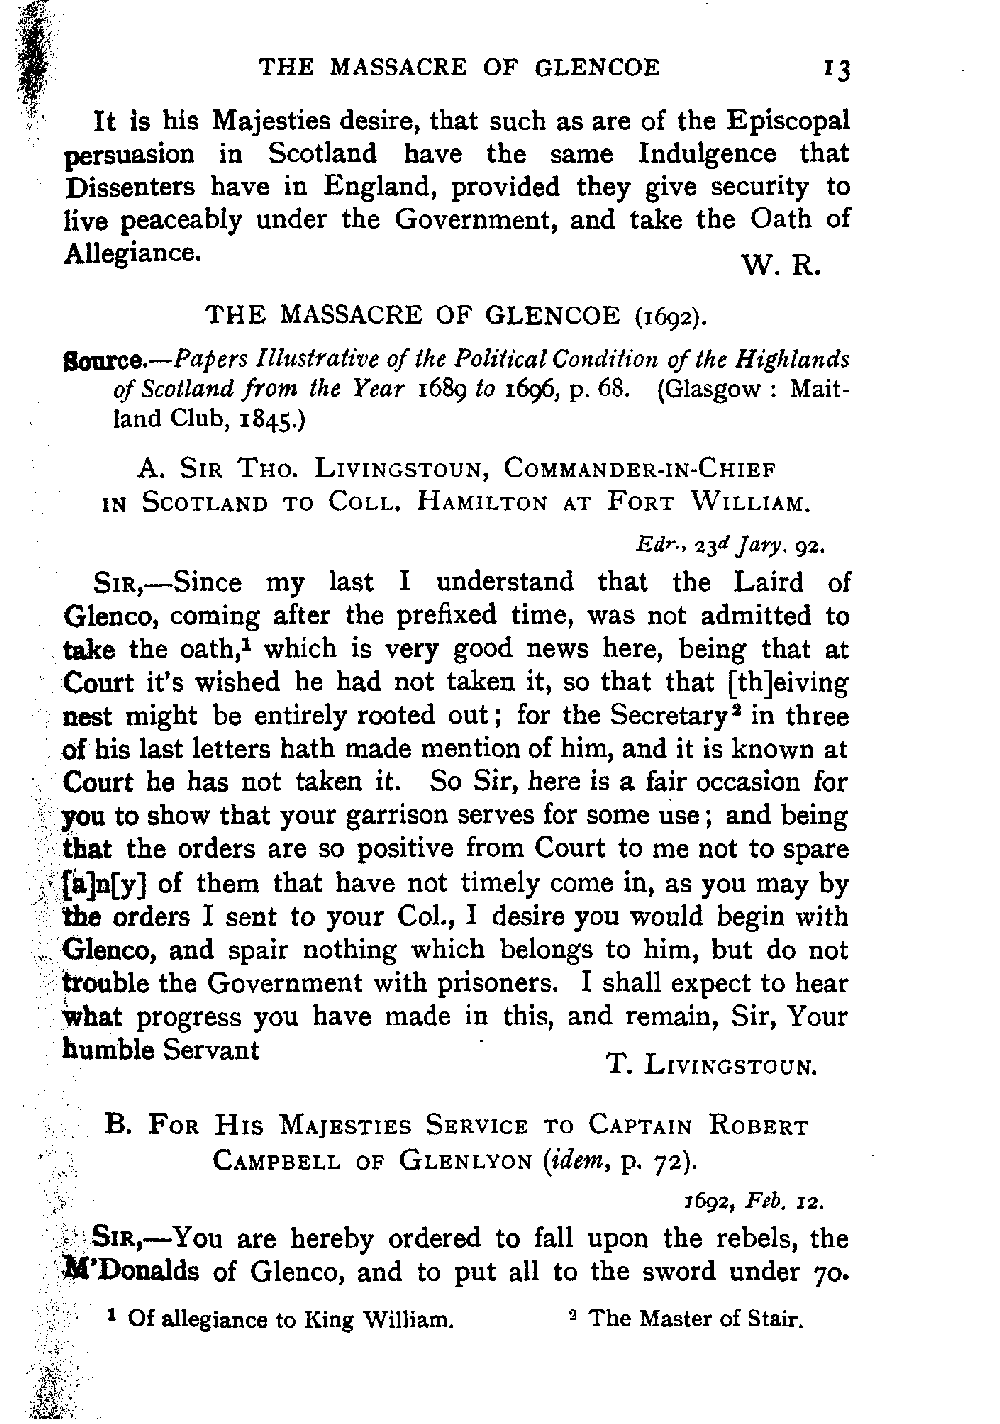 THE MASSACRE OF GLENCOE 13
It is his Majesties desire, that such as are of the Episcopal
persuasion in Scotland have the same Indulgence that
Dissenters have in England, provided they give security to
live peaceably under the Government, and take the Oath of
Allegiance.
W. R.
THE MASSACRE OF GLENCOE (1692).
Source.—Papers Illustrative of the Political Condition of the Highlands
of Scotland from the Year 1689 to 1696, p. 68. (Glasgow : Mait-
land Club, 1845.)
A. SIR THO. LIVINGSTOUN, COMMANDER-IN-CHIEF
IN SCOTLAND TO COLL. HAMILTON AT FORT WILLIAM.
Edr., 23d Jary. 92.
SIR,—Since my last I understand that the Laird of
Glenco, coming after the prefixed time, was not admitted to
take the oath,¹ which is very good news here, being that at
Court it's wished he had not taken it, so that that [th]eiving
nest might be entirely rooted out; for the Secretary² in three
of his last letters hath made mention of him, and it is known at
Court he has not taken it. So Sir, here is a fair occasion for
you to show that your garrison serves for some use; and being
that the orders are so positive from Court to me not to spare
[a]n[y] of them that have not timely come in, as you may by
the orders I sent to your Col., I desire you would begin with
Glenco, and spair nothing which belongs to him, but do not
trouble the Government with prisoners. I shall expect to hear
what progress you have made in this, and remain, Sir, Your
humble Servant
T. LIVINGSTOUN.
B. FOR HIS MAJESTIES SERVICE TO CAPTAIN ROBERT
CAMPBELL OF GLENLYON (idem, p. 72).
1692, Feb. 12.
SIR,—You are hereby ordered to fall upon the rebels, the
M'Donalds of Glenco, and to put all to the sword under 70.
¹ Of allegiance to King William. ² The Master of Stair.